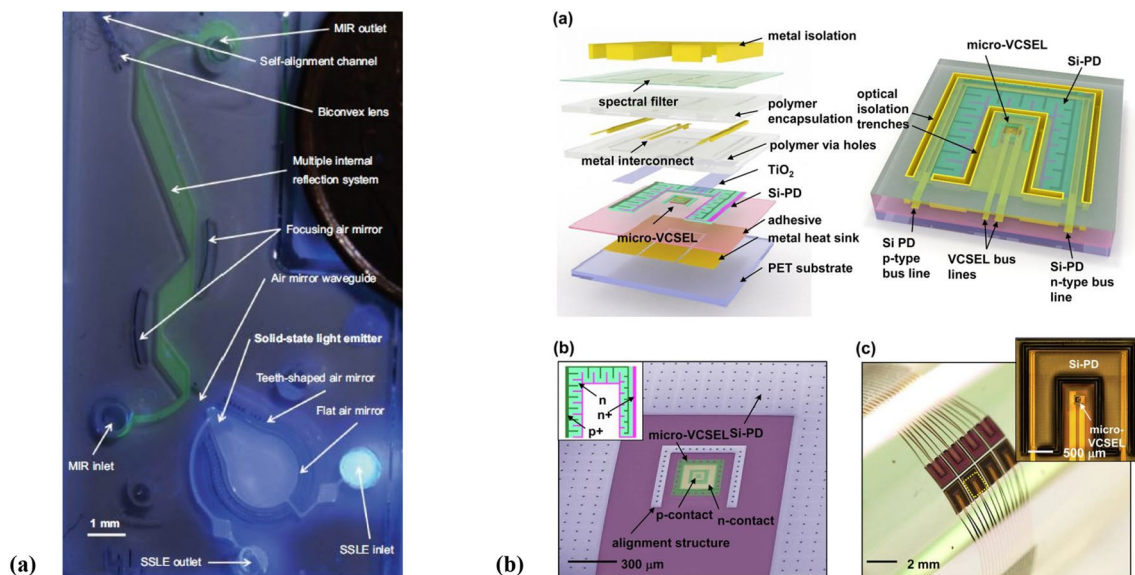 MIR outlet
Self-alignment channel
Biconvex lens
Multiple internal
reflection system
Focusing air mirror
Air mirror waveguide
Solid-state light emitter
Teeth-shaped air mirror
Flat air mirror
MIR inlet
1 mm
SSLE outlet
SSLE inlet
(a)
(a)
metal isolation
spectral filter
polymer
encapsulation
metal interconnect
polymer via holes
TiO2
Si-PD
micro-VCSEL
adhesive
metal heat sink
PET substrate
micro-VCSEL
Si-PD
optical
isolation
trenches
Si PD
p-type
bus line
VCSEL bus
lines
Si-PD
n-type bus
line
(b)
n
n+
p+
micro-VCSEL
Si-PD
p-contact
n-contact
alignment structure
300 μm
(c)
Si-PD
micro-
VCSEL
500 μm
2 mm
(b)